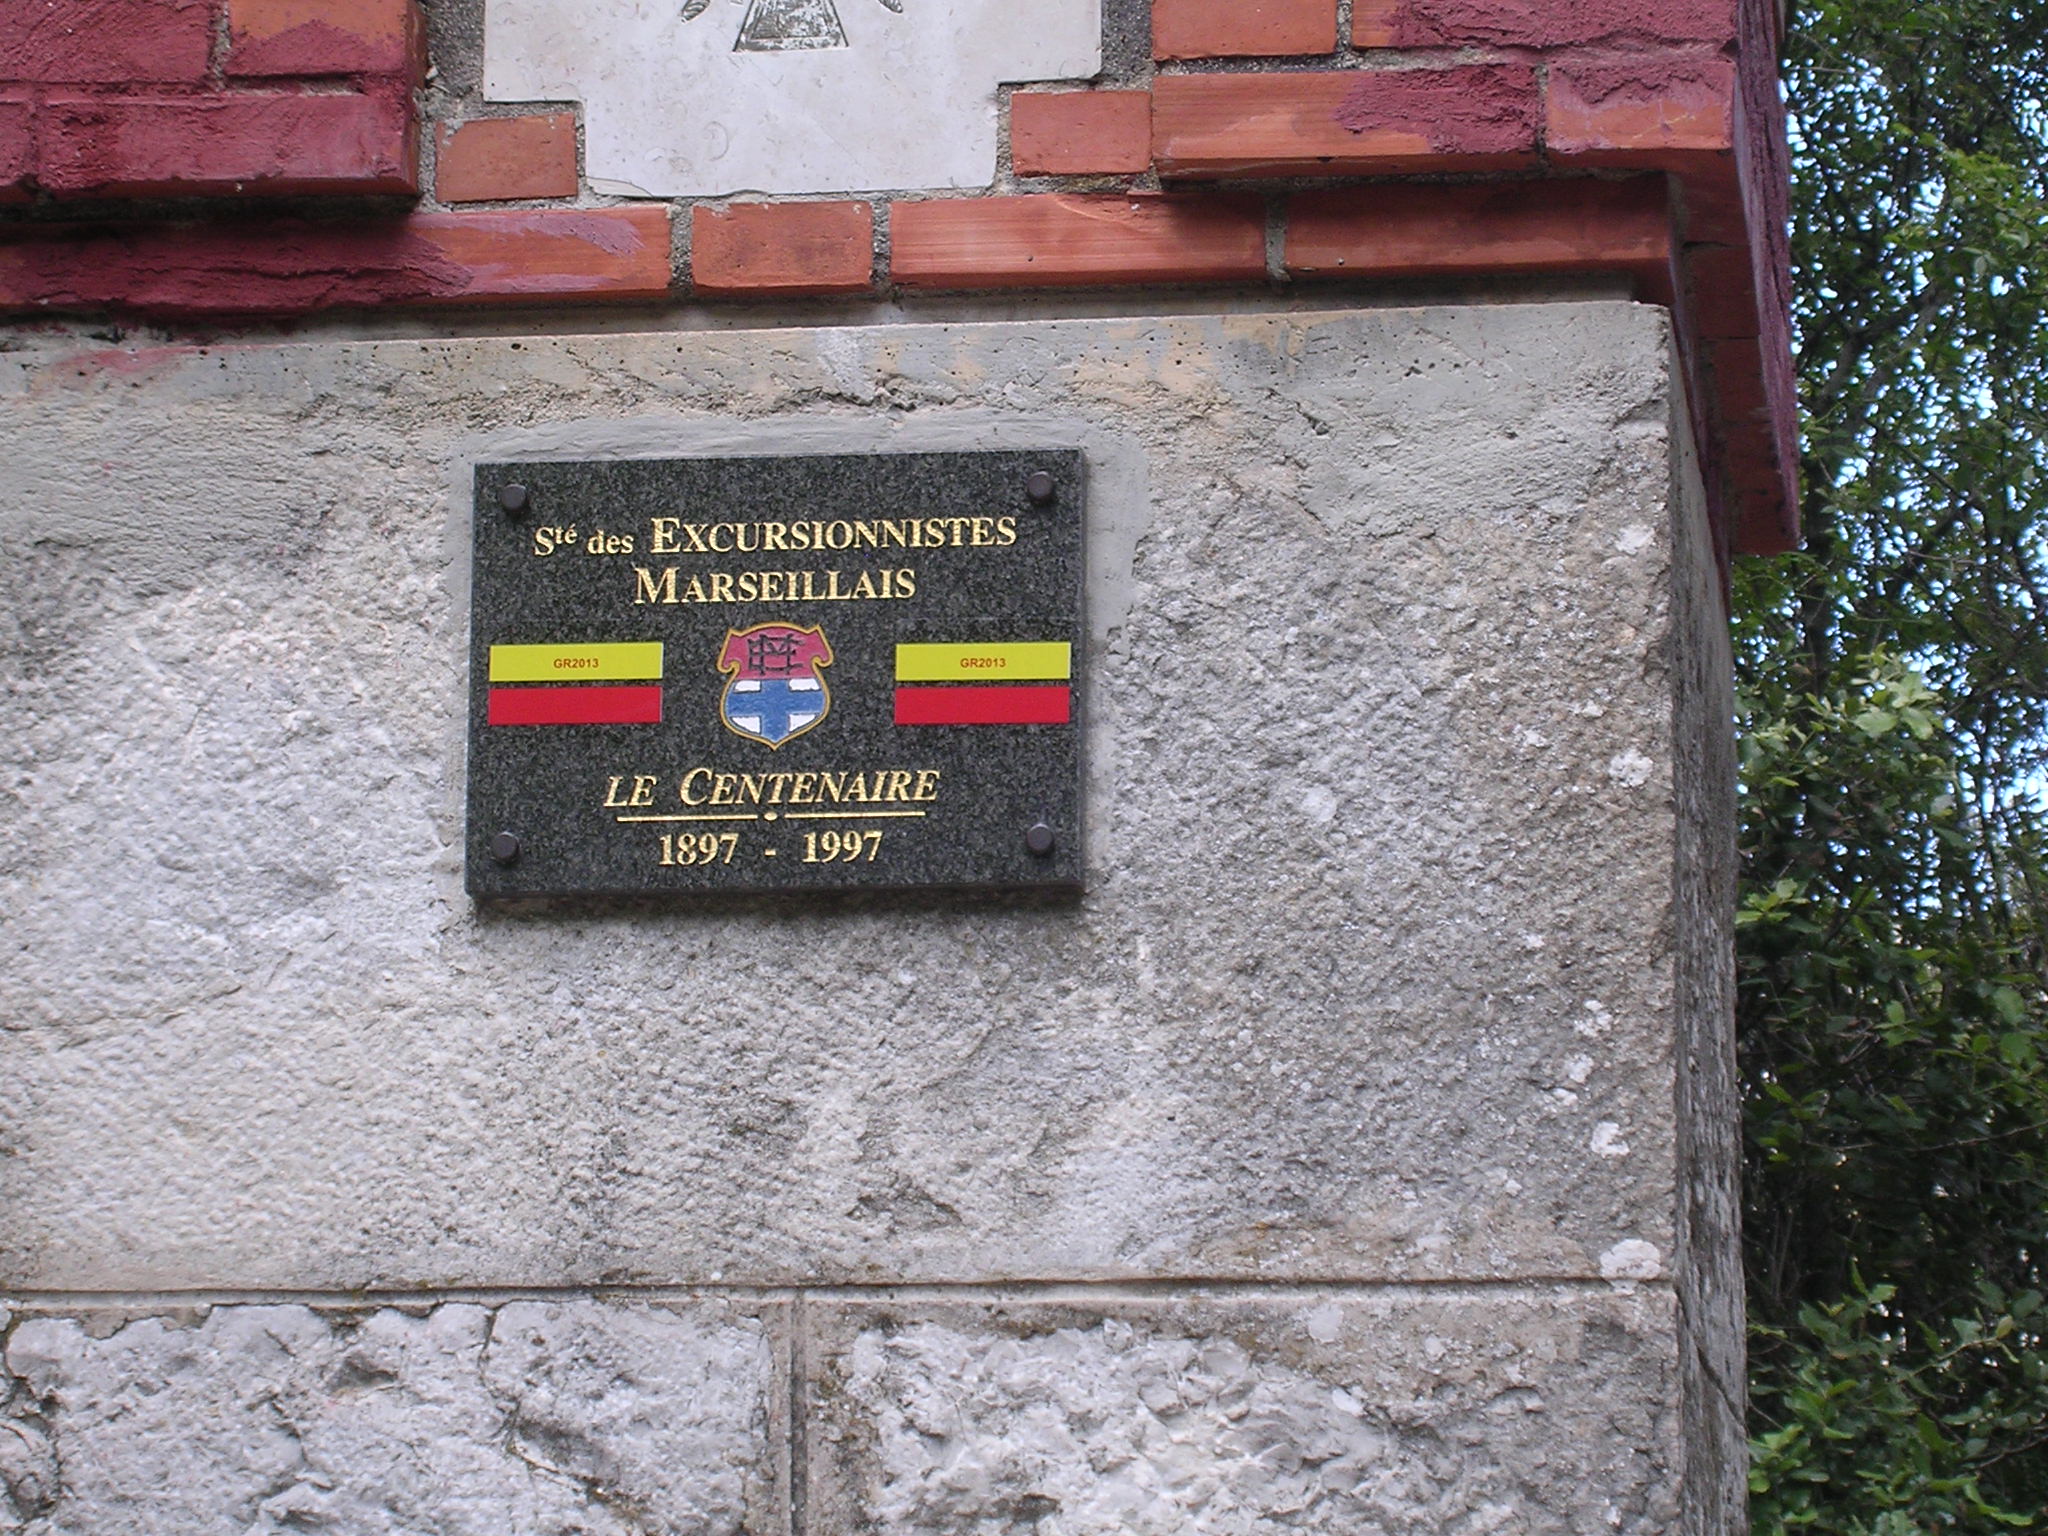 Sté des EXCURSIONNISTES
MARSEILLAIS
GR2013 GR2013
LE CENTENAIRE
1897 - 1997